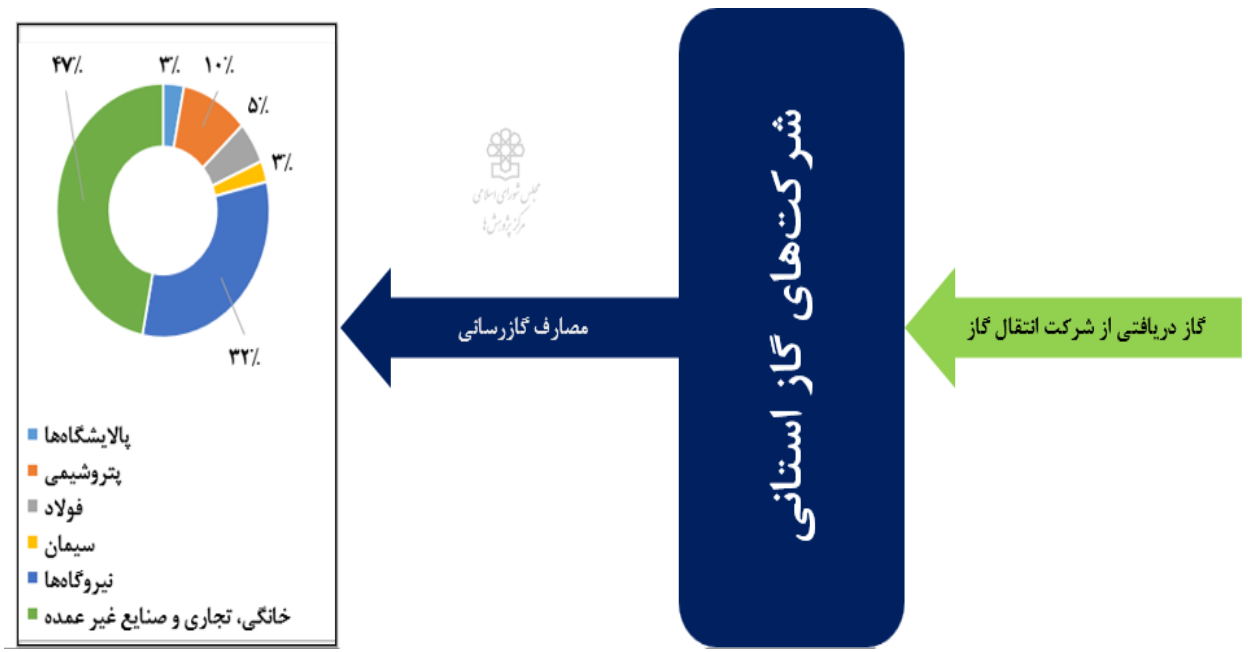 گاز دریافتی از شرکت انتقال گاز
شرکت‌های گاز استانی
مصارف گازرسانی
مجلس شورای اسلامی
مرکز پژوهش‌ها
۴۷٪
۳٪
۱۰٪
۵٪
۳٪
۳۲٪
پالایشگاه‌ها
پتروشیمی
فولاد
سیمان
نیروگاه‌ها
خانگی، تجاری و صنایع غیر عمده